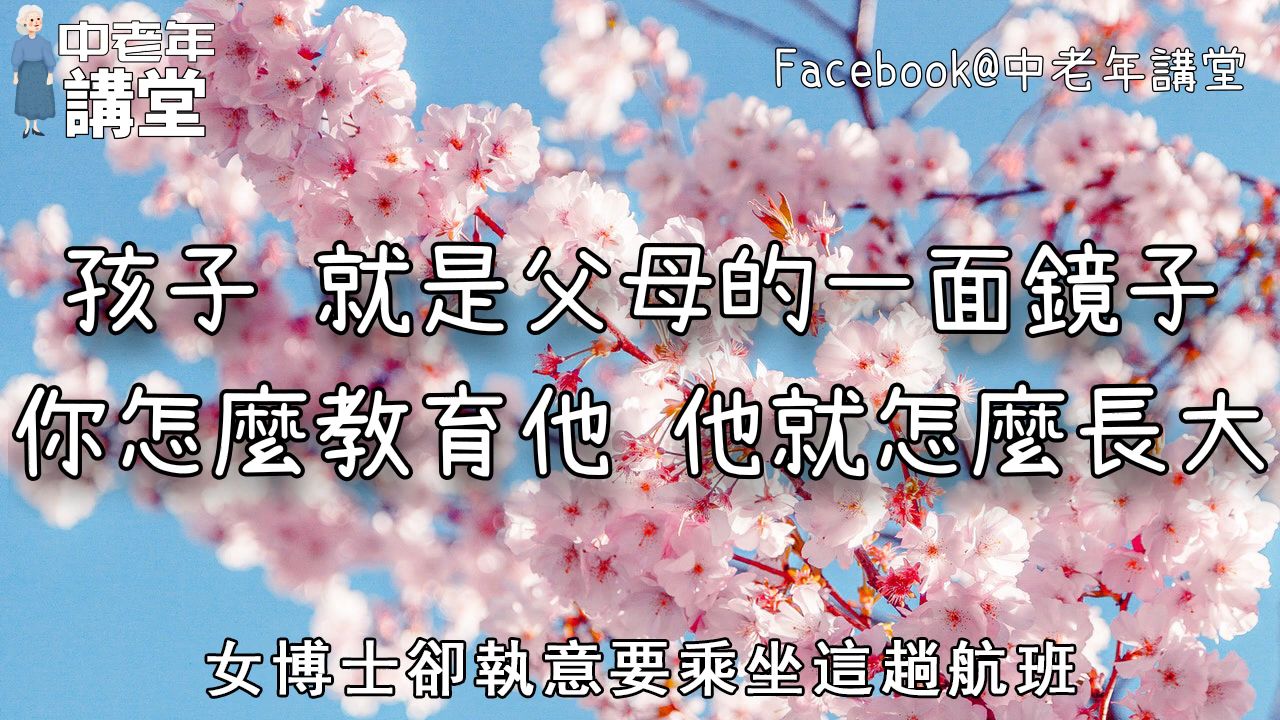 中老年
講堂
Facebook@中老年講堂
孩子 就是父母的一面鏡子
你怎麼教育他 他就怎麼長大
女博士卻執意要乘坐這趟航班